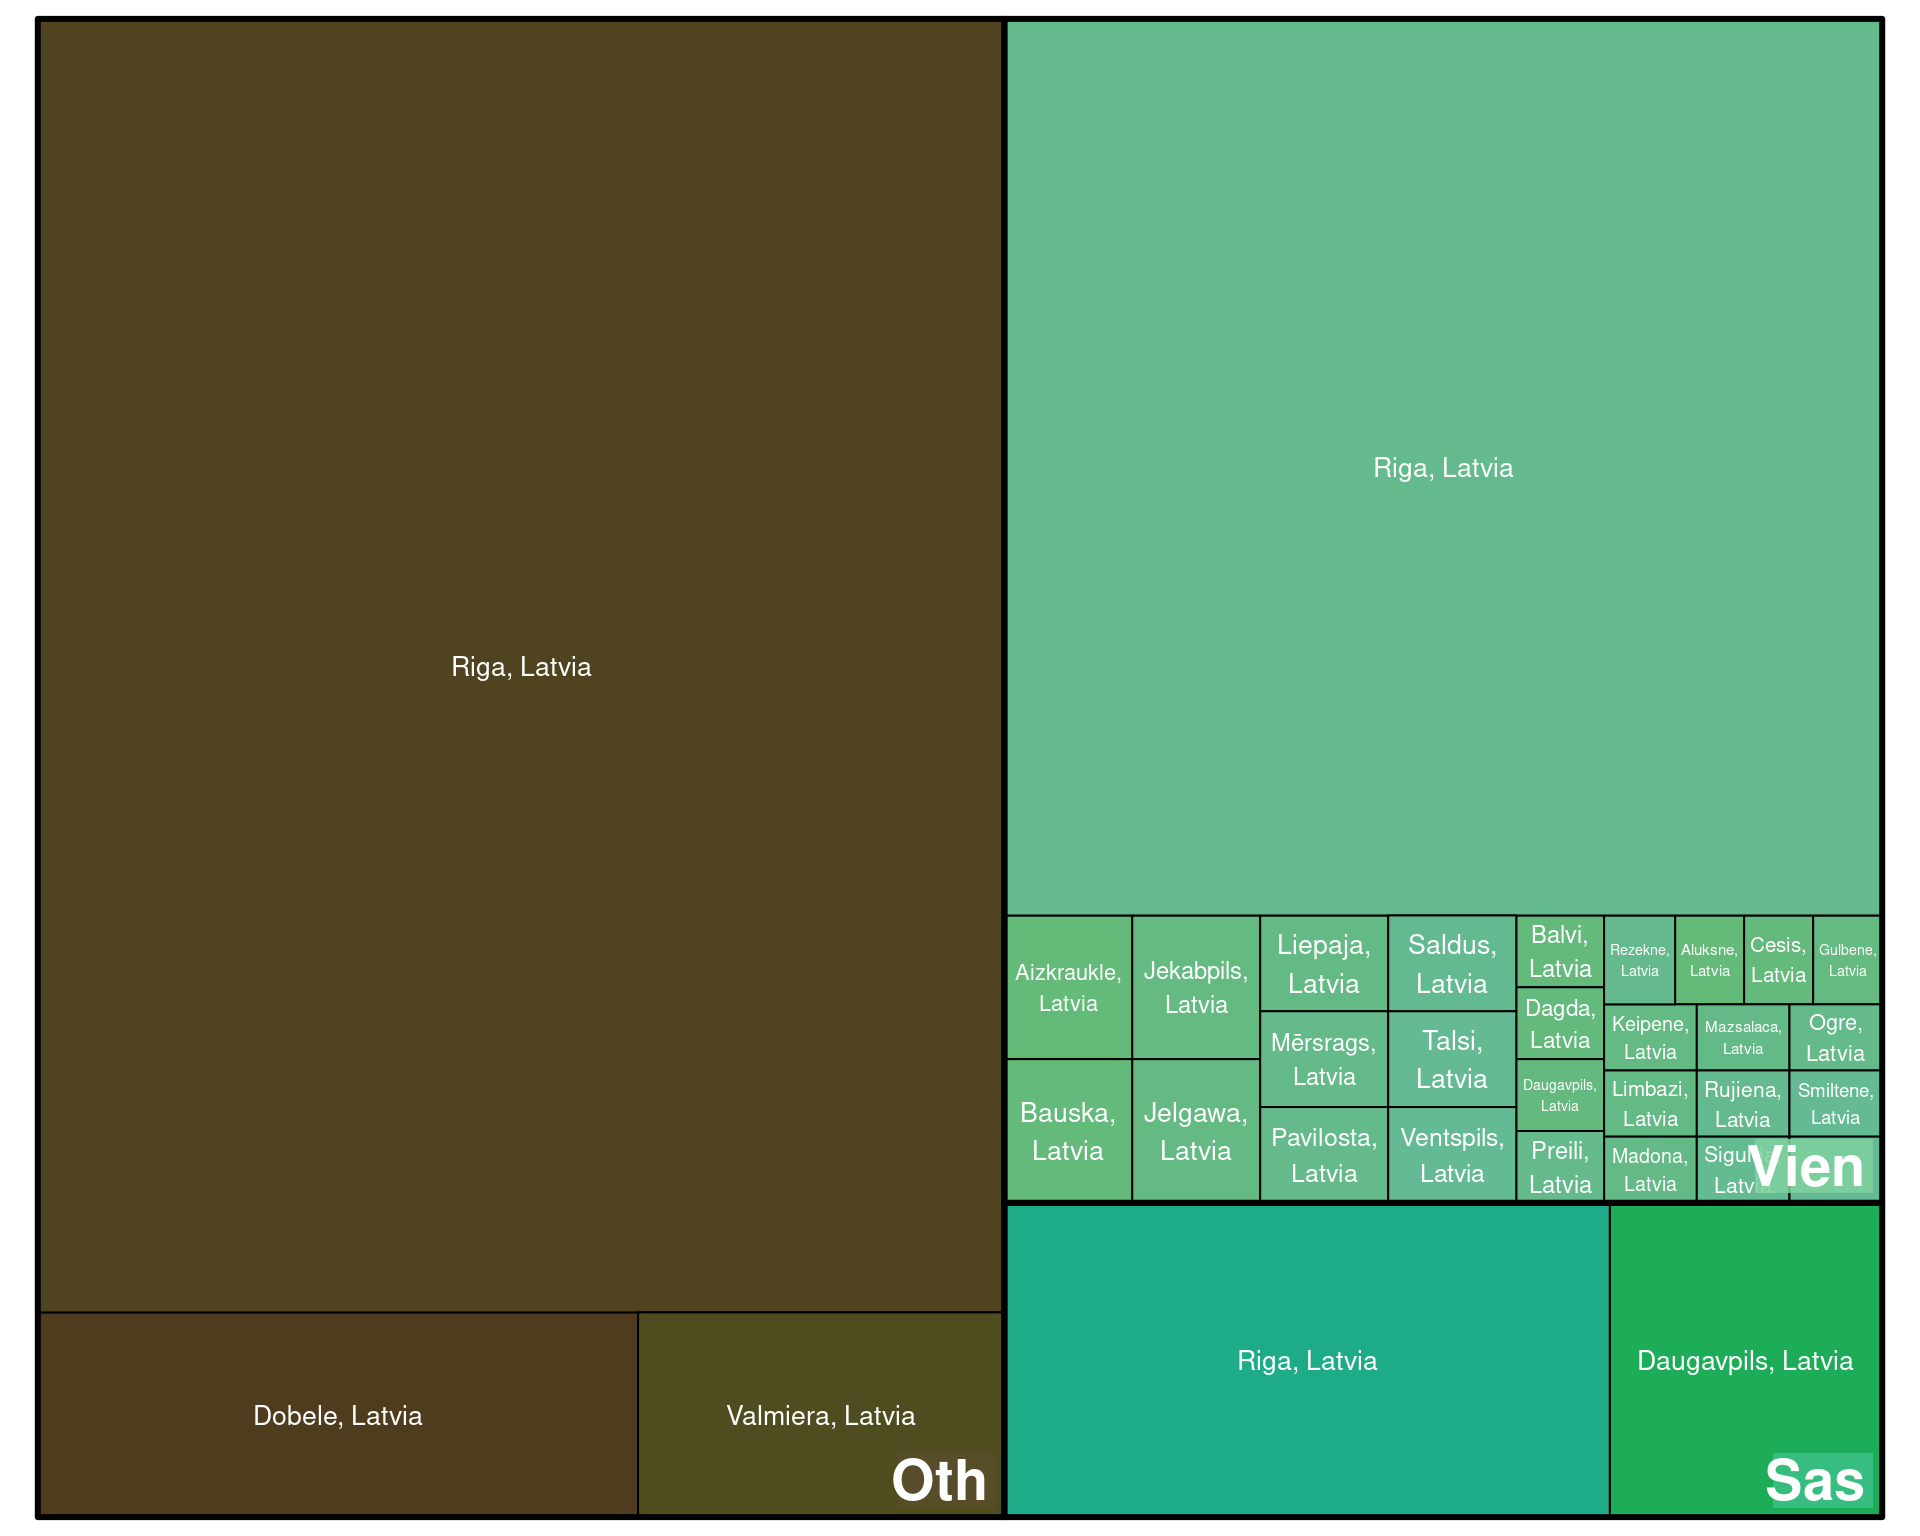 Riga, Latvia
Dobele, Latvia
Valmiera, Latvia
Oth
Riga, Latvia
Aizkraukle,
Latvia
Jekabpils,
Latvia
Liepaja,
Latvia
Saldus,
Latvia
Balvi,
Latvia
Rezekne,
Latvia
Aluksne,
Latvia
Cesis,
Latvia
Gulbene,
Latvia
Dagda,
Latvia
Keipene,
Latvia
Mazsalaca,
Latvia
Ogre,
Latvia
Mērsrags,
Latvia
Talsi,
Latvia
Bauska,
Latvia
Jelgawa,
Latvia
Daugavpils,
Latvia
Limbazi,
Latvia
Rujiena,
Latvia
Smiltene,
Latvia
Pavilosta,
Latvia
Ventspils,
Latvia
Preili,
Latvia
Madona,
Latvia
Vien
Riga, Latvia
Daugavpils, Latvia
Sas